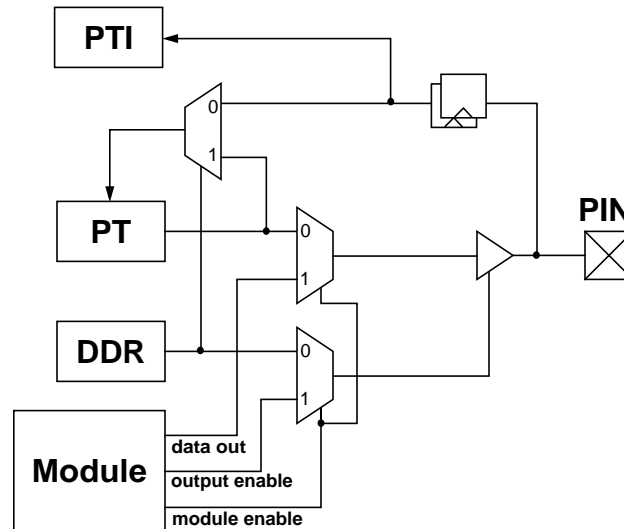 PTI
0
1
PT
0
PIN
1
DDR
0
1
Module
data out
output enable
module enable